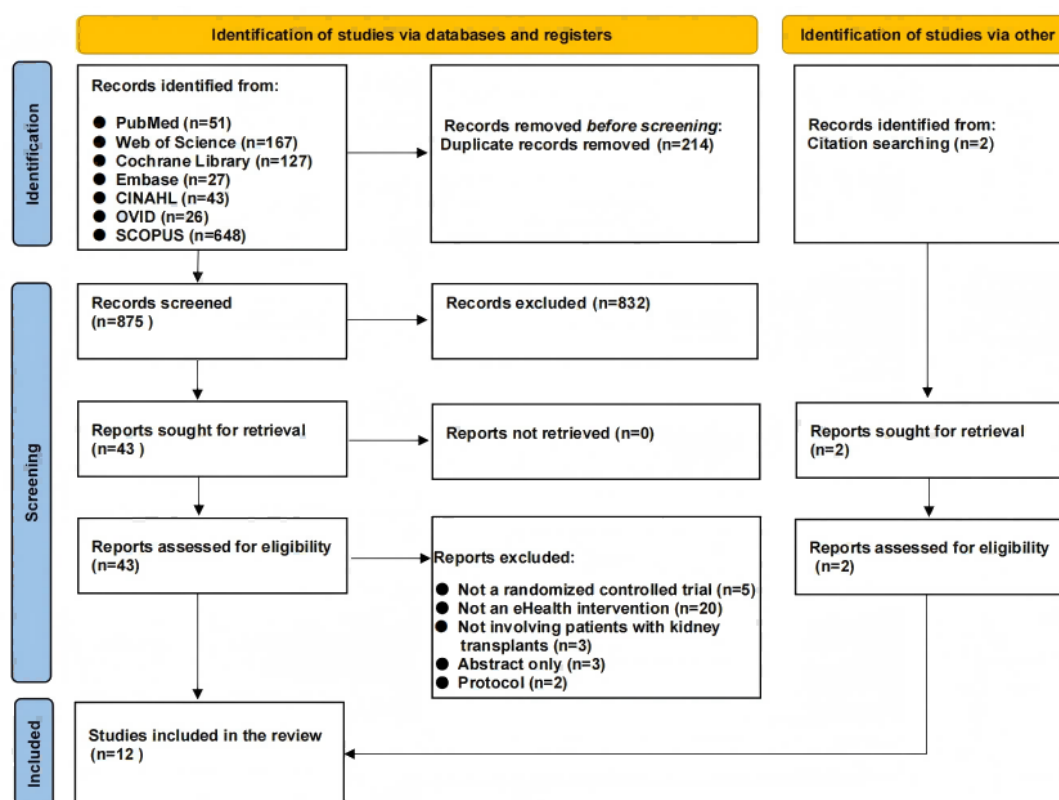 Identification of studies via databases and registers
Identification of studies via other
Identification
Records identified from:
● PubMed (n=51)
● Web of Science (n=167)
● Cochrane Library (n=127)
● Embase (n=27)
● CINAHL (n=43)
● OVID (n=26)
● SCOPUS (n=648)
Records removed before screening:
Duplicate records removed (n=214)
Records identified from:
Citation searching (n=2)
Screening
Records screened
(n=875 )
Records excluded (n=832)
Reports sought for retrieval
(n=43 )
Reports not retrieved (n=0)
Reports sought for retrieval
(n=2)
Reports assessed for eligibility
(n=43)
Reports excluded:
● Not a randomized controlled trial (n=5)
● Not an eHealth intervention (n=20)
● Not involving patients with kidney
transplants (n=3)
● Abstract only (n=3)
● Protocol (n=2)
Reports assessed for eligibility
(n=2)
Included
Studies included in the review
(n=12 )